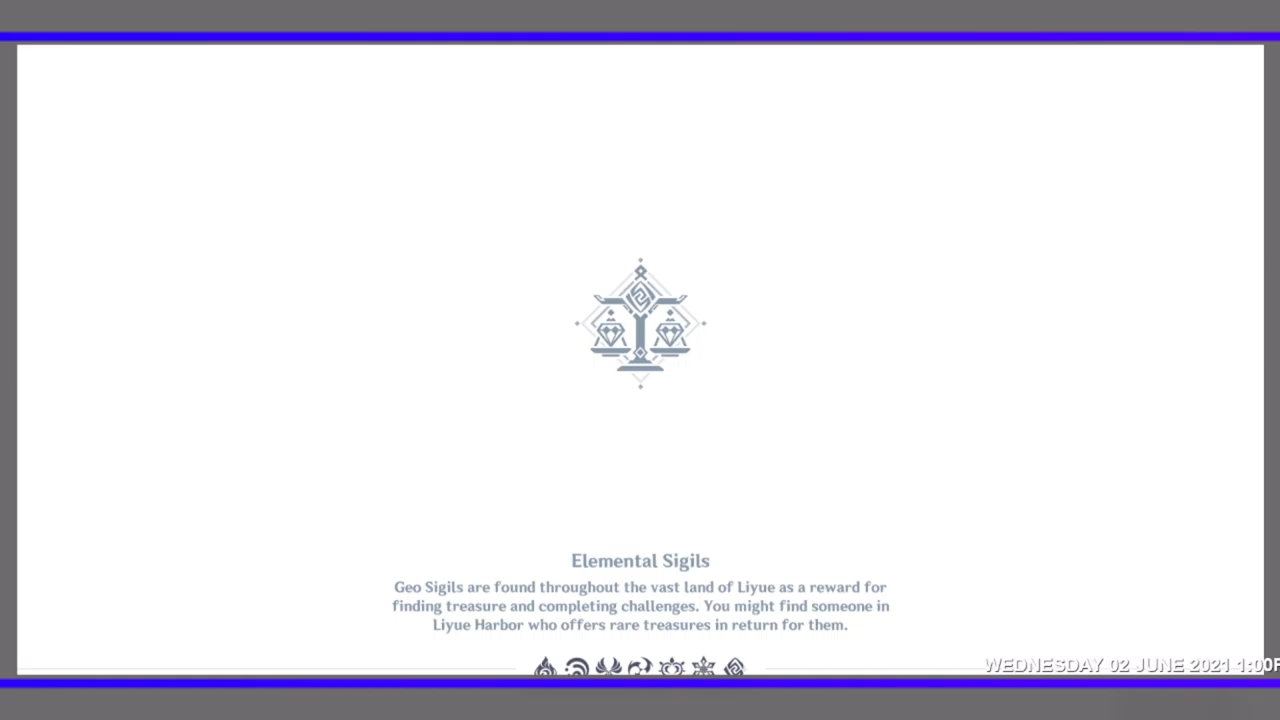 Elemental Sigils
Geo Sigils are found throughout the vast land of Liyue as a reward for
finding treasure and completing challenges. You might find someone in
Liyue Harbor who offers rare treasures in return for them.
WEDNESDAY 02 JUNE 2021 1:00P